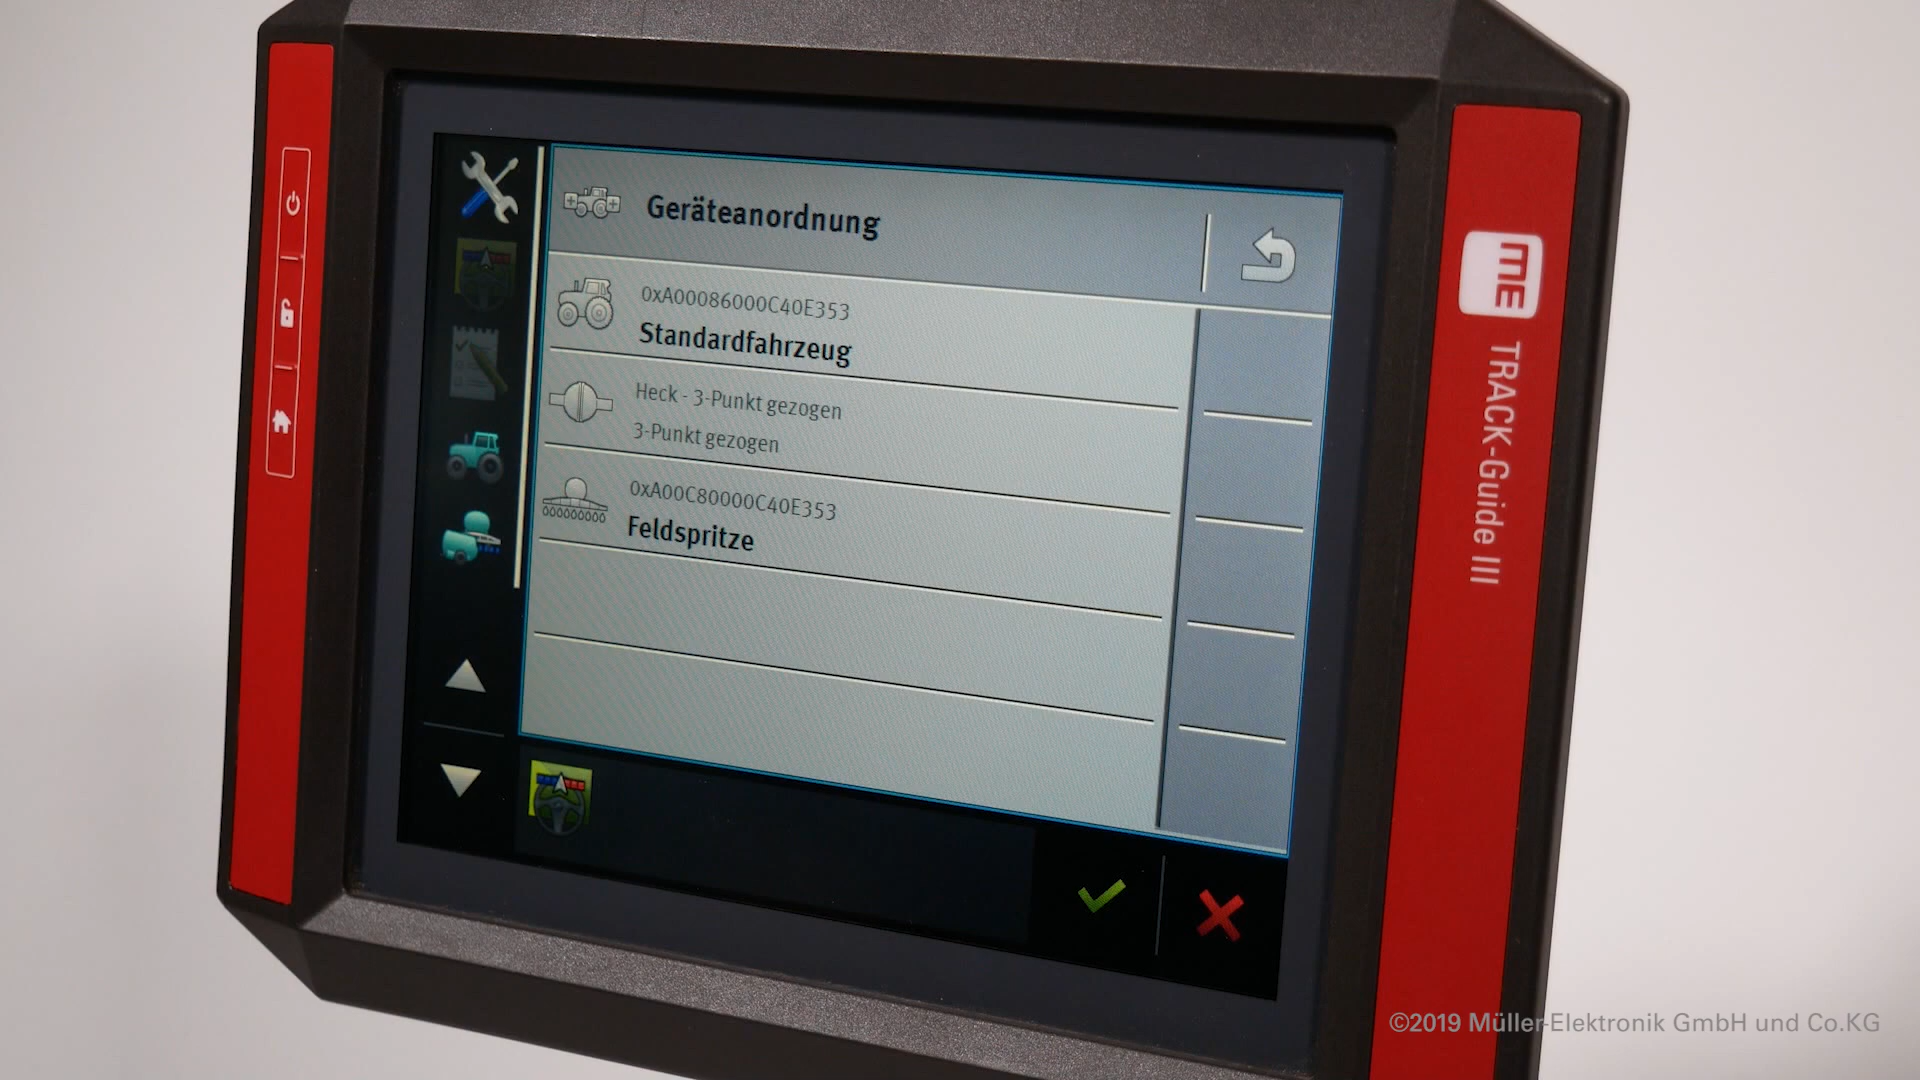 Geräteanordnung
0xA00086000C40E353
Standardfahrzeug
Heck - 3-Punkt gezogen
3-Punkt gezogen
0xA00C80000C40E353
Feldspritze
ME
TRACK-Guide III
©2019 Müller-Elektronik GmbH und Co.KG